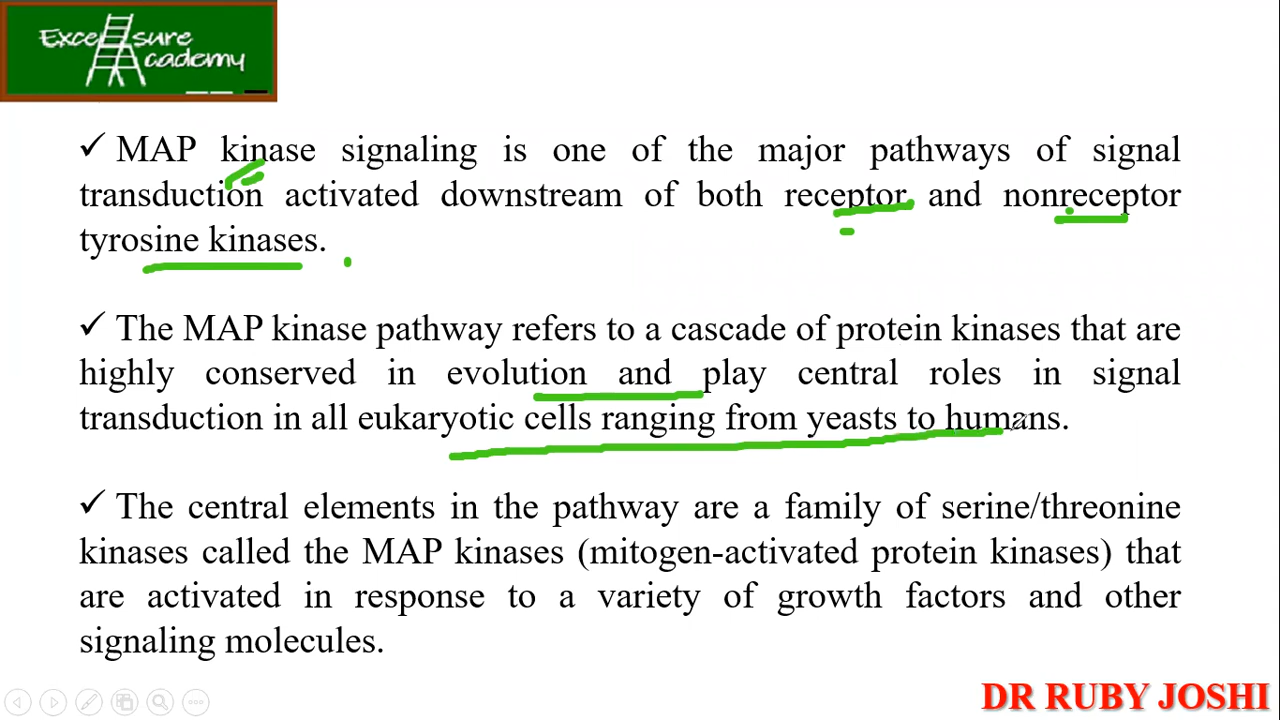 Excel sure
Academy
✓ MAP kinase signaling is one of the major pathways of signal
transduction activated downstream of both receptor and nonreceptor
tyrosine kinases.
✓ The MAP kinase pathway refers to a cascade of protein kinases that are
highly conserved in evolution and play central roles in signal
transduction in all eukaryotic cells ranging from yeasts to humans.
✓ The central elements in the pathway are a family of serine/threonine
kinases called the MAP kinases (mitogen-activated protein kinases) that
are activated in response to a variety of growth factors and other
signaling molecules.
DR RUBY JOSHI